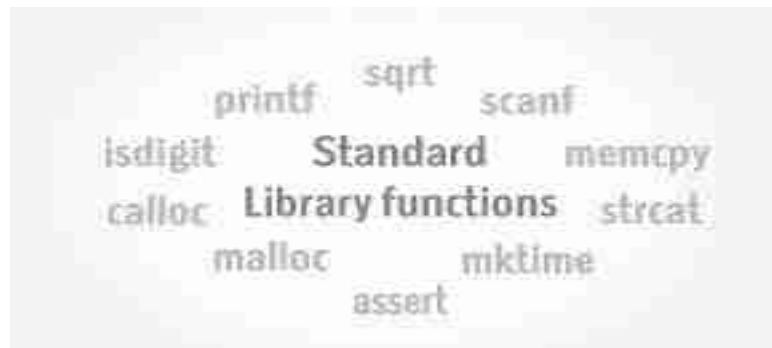 sqrt
printf scanf
isdigit Standard memcpy
calloc Library functions strcat
malloc mktime
assert